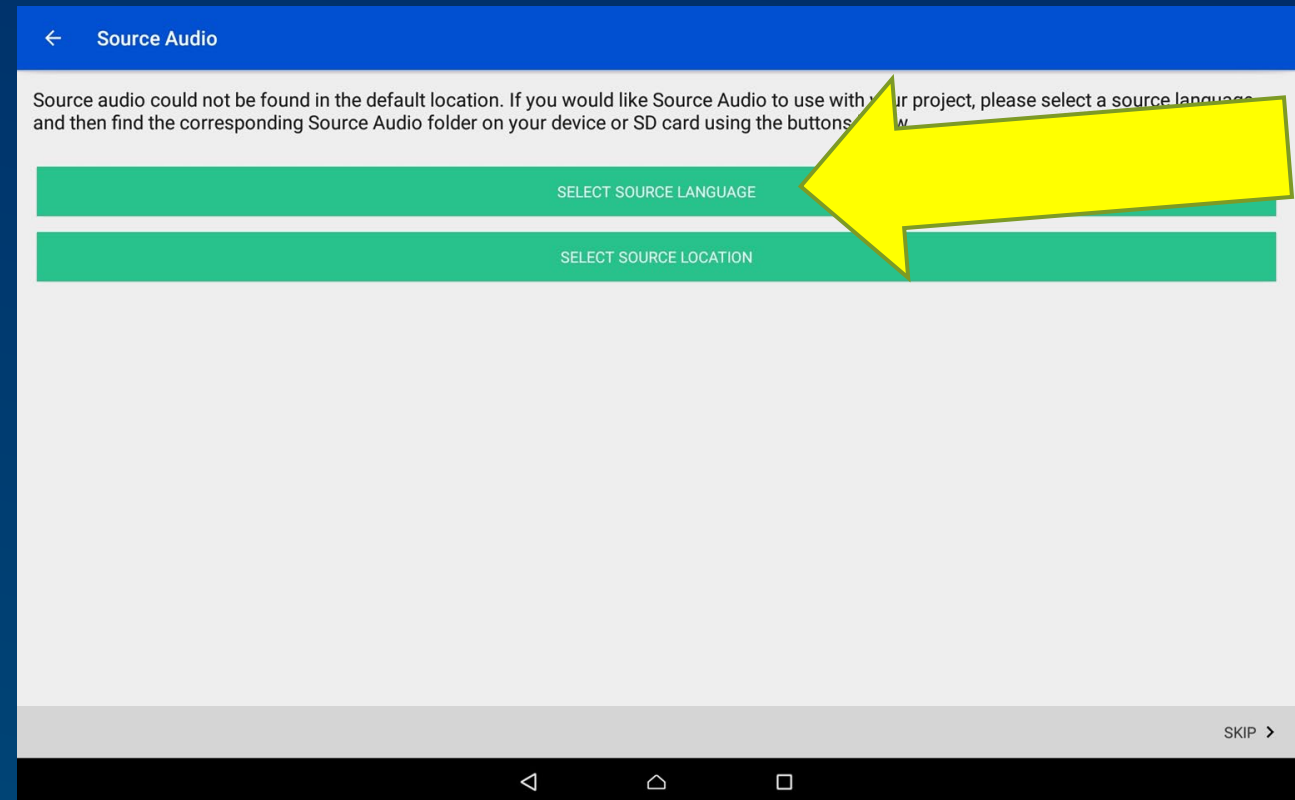 Source Audio
Source audio could not be found in the default location. If you would like Source Audio to use with project, please select a source language
and then find the corresponding Source Audio folder on your device or SD card using the buttons
SELECT SOURCE LANGUAGE
SELECT SOURCE LOCATION
SKIP